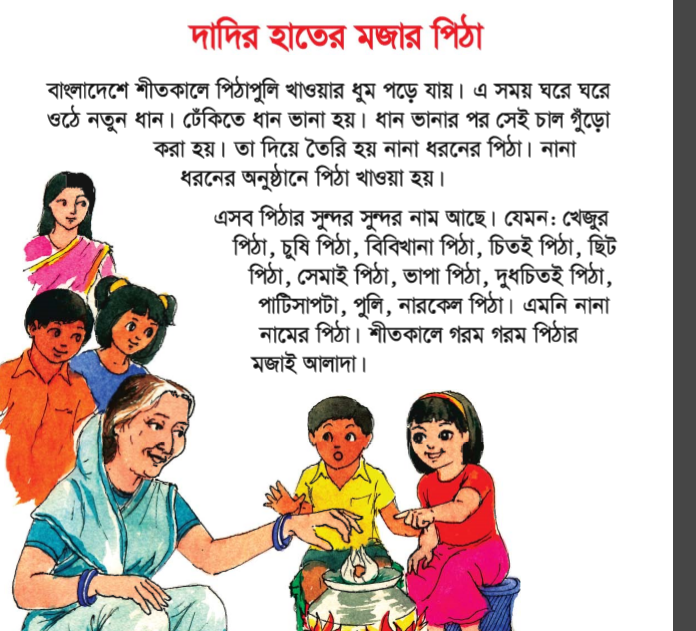 দাদির হাতের মজার পিঠা
বাংলাদেশে শীতকালে পিঠাপুলি খাওয়ার ধুম পড়ে যায়। এ সময় ঘরে ঘরে
ওঠে নতুন ধান। ঢেঁকিতে ধান ভানা হয়। ধান ভানার পর সেই চাল গুঁড়ো
করা হয়। তা দিয়ে তৈরি হয় নানা ধরনের পিঠা। নানা
ধরনের অনুষ্ঠানে পিঠা খাওয়া হয়।
এসব পিঠার সুন্দর সুন্দর নাম আছে। যেমন: খেজুর
পিঠা, চুষি পিঠা, বিবিখানা পিঠা, চিতই পিঠা, ছিট
পিঠা, সেমাই পিঠা, ভাপা পিঠা, দুধচিতই পিঠা,
পাটিসাপটা, পুলি, নারকেল পিঠা। এমনি নানা
নামের পিঠা। শীতকালে গরম গরম পিঠার
মজাই আলাদা।